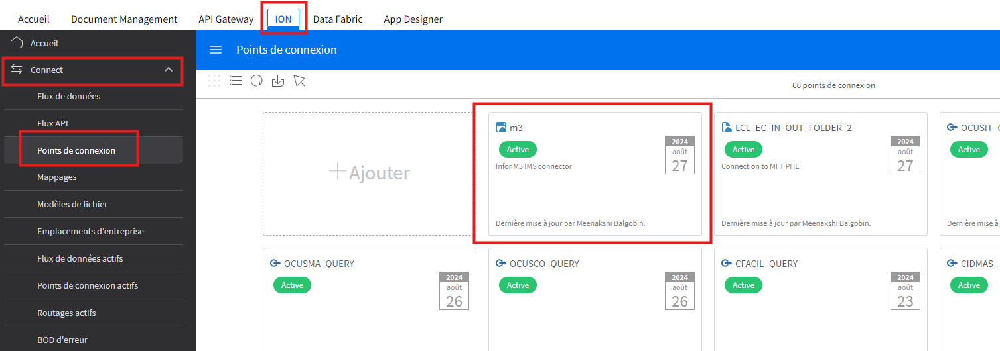 Accueil Document Management API Gateway ION Data Fabric App Designer
Accueil
Connect
Flux de données
Flux API
Points de connexion
Mappages
Modèles de fichier
Emplacements d'entreprise
Flux de données actifs
Points de connexion actifs
Routages actifs
BOD d'erreur
Points de connexion
66 points de connexion
Ajouter
m3
Active
2024
août
27
Infor M3 IMS connector
Dernière mise à jour par Meenakshi Balgobin.
LCL_EC_IN_OUT_FOLDER_2
Active
2024
août
27
Connection to MFT PHE
Dernière mise à jour par Meenakshi Balgobin.
OCUSIT_
Active
Dernière mise à j
OCUSMA_QUERY
Active
2024
août
26
OCUSCO_QUERY
Active
2024
août
26
CFACIL_QUERY
Active
2024
août
23
CIDMAS_
Active